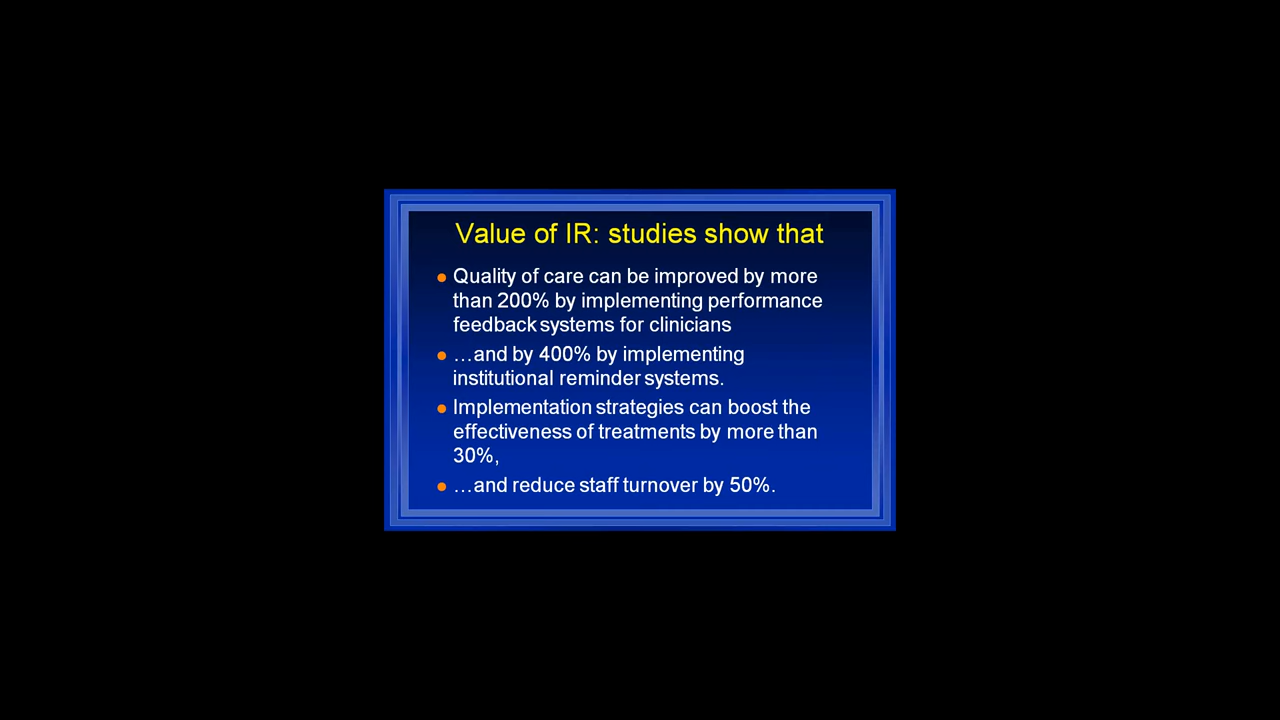 Value of IR: studies show that
• Quality of care can be improved by more
than 200% by implementing performance
feedback systems for clinicians
• …and by 400% by implementing
institutional reminder systems.
• Implementation strategies can boost the
effectiveness of treatments by more than
30%,
• …and reduce staff turnover by 50%.